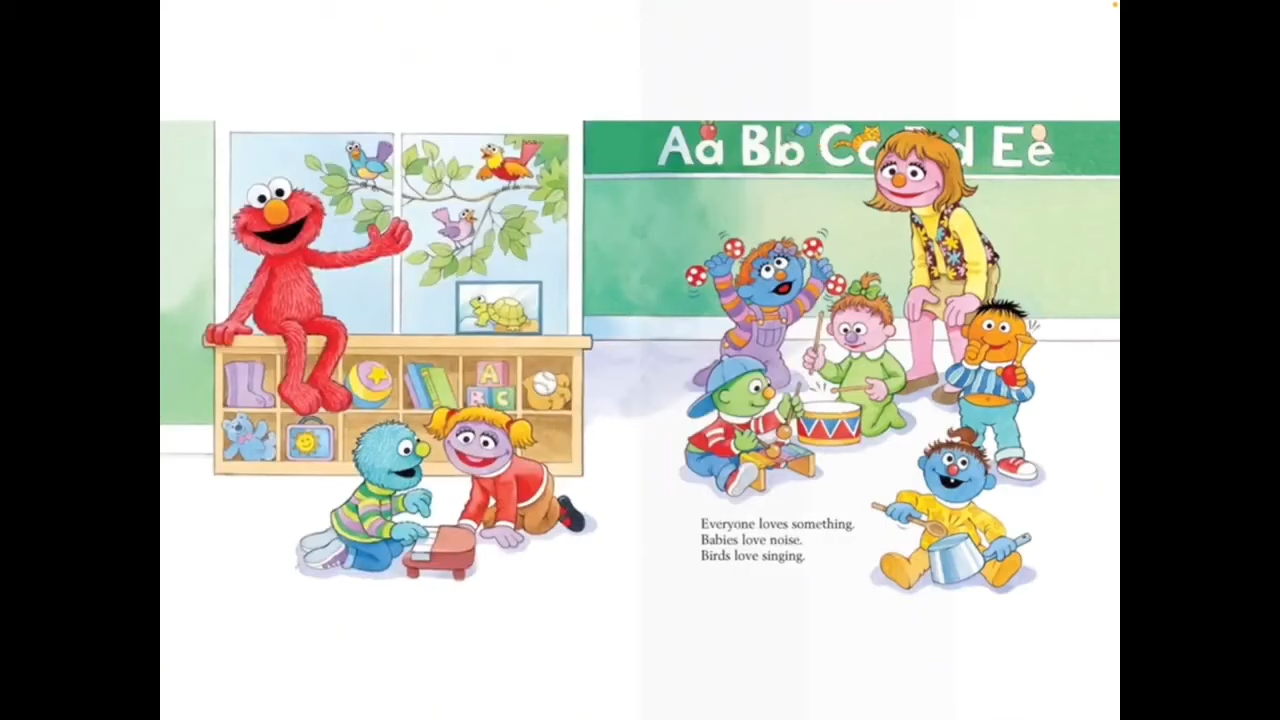 Aa Bb Cc d Ee
A
B C
Everyone loves something.
Babies love noise.
Birds love singing.